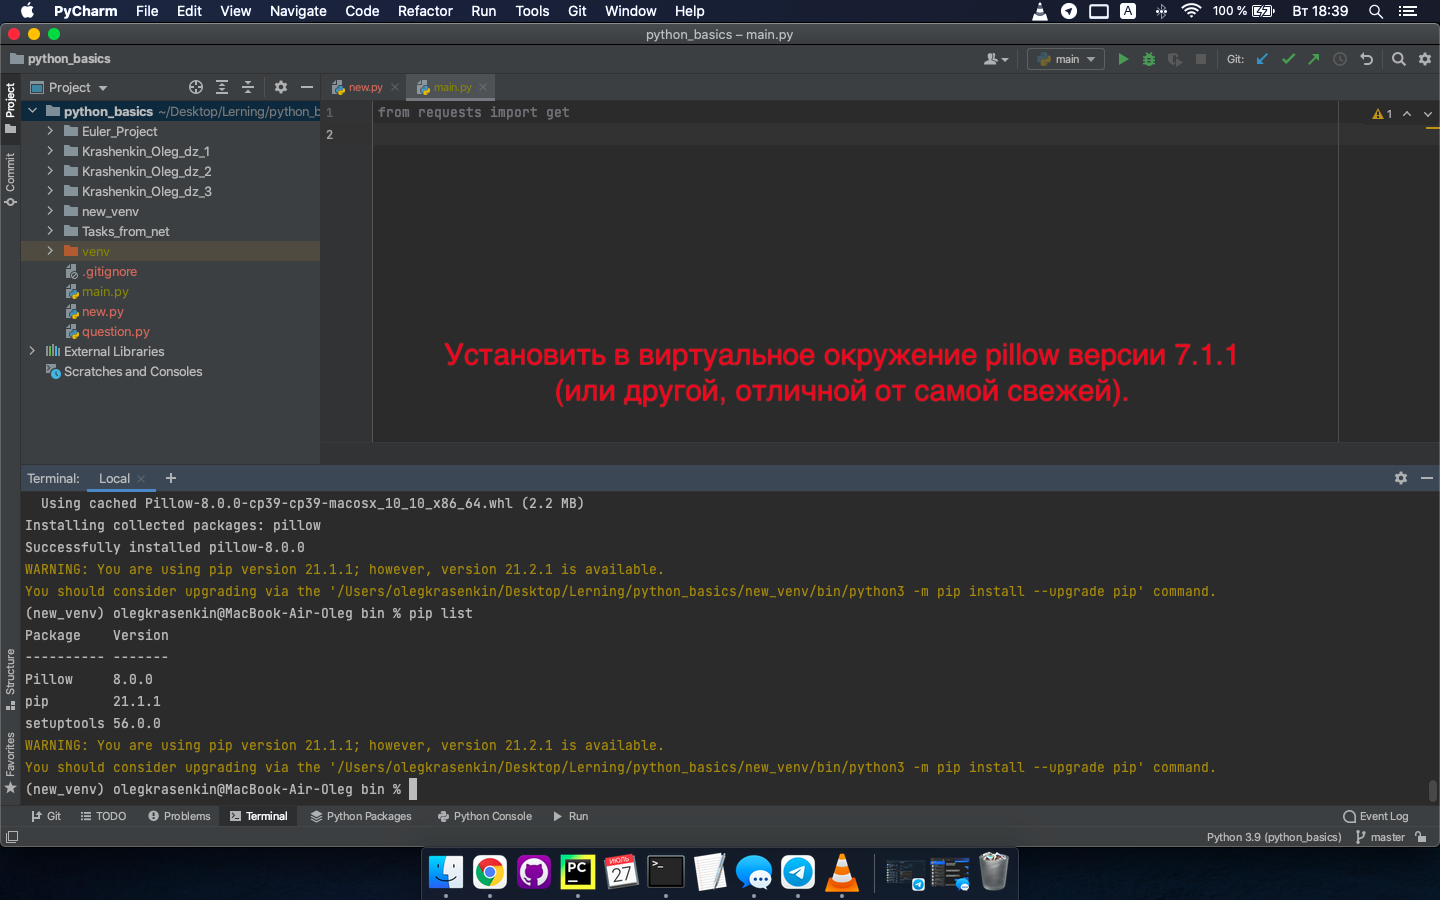 PyCharm File Edit View Navigate Code Refactor Run Tools Git Window Help A 100 % Вт 18:39
python_basics – main.py
python_basics main Git:
Project new.py main.py
Project
python_basics ~/Desktop/Lerning/python_b
Euler_Project
Krashenkin_Oleg_dz_1
Krashenkin_Oleg_dz_2
Krashenkin_Oleg_dz_3
new_venv
Tasks_from_net
venv
.gitignore
main.py
new.py
question.py
External Libraries
Scratches and Consoles
Commit
Structure
Favorites
1 from requests import get
2
1
Установить в виртуальное окружение pillow версии 7.1.1
(или другой, отличной от самой свежей).
Terminal: Local
Using cached Pillow-8.0.0-cp39-cp39-macosx_10_10_x86_64.whl (2.2 MB)
Installing collected packages: pillow
Successfully installed pillow-8.0.0
WARNING: You are using pip version 21.1.1; however, version 21.2.1 is available.
You should consider upgrading via the '/Users/olegkrasenkin/Desktop/Lerning/python_basics/new_venv/bin/python3 -m pip install --upgrade pip' command.
(new_venv) olegkrasenkin@MacBook-Air-Oleg bin % pip list
Package Version
---------- -------
Pillow 8.0.0
pip 21.1.1
setuptools 56.0.0
WARNING: You are using pip version 21.1.1; however, version 21.2.1 is available.
You should consider upgrading via the '/Users/olegkrasenkin/Desktop/Lerning/python_basics/new_venv/bin/python3 -m pip install --upgrade pip' command.
(new_venv) olegkrasenkin@MacBook-Air-Oleg bin %
Git TODO Problems Terminal Python Packages Python Console Run Event Log
Python 3.9 (python_basics) master
PC
ИЮЛЬ
27
>_